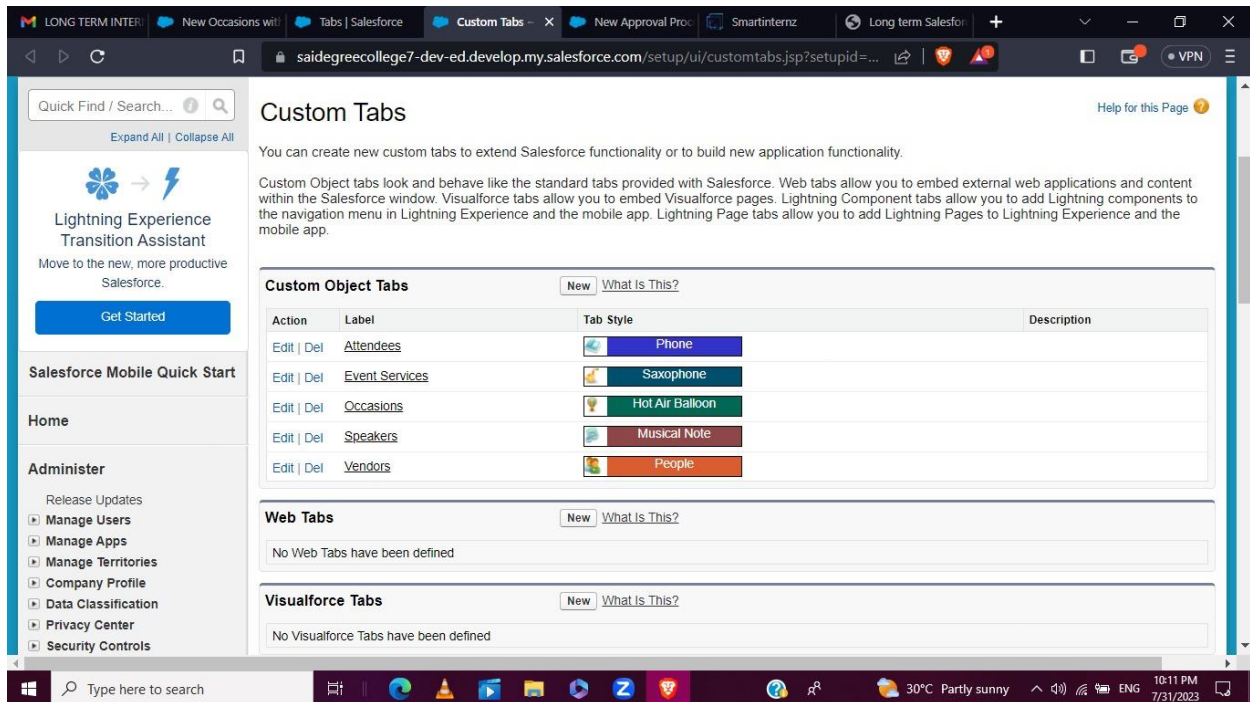 LONG TERM INTERI
New Occasions with
Tabs | Salesforce
Custom Tabs ~
New Approval Proc
Smartinternz
Long term Salesfor
saidegreecollege7-dev-ed.develop.my.salesforce.com/setup/ui/customtabs.jsp?setupid=...
VPN
Quick Find / Search...
Expand All | Collapse All
Lightning Experience
Transition Assistant
Move to the new, more productive
Salesforce.
Get Started
Salesforce Mobile Quick Start
Home
Administer
Release Updates
Manage Users
Manage Apps
Manage Territories
Company Profile
Data Classification
Privacy Center
Security Controls
Custom Tabs
Help for this Page
You can create new custom tabs to extend Salesforce functionality or to build new application functionality.
Custom Object tabs look and behave like the standard tabs provided with Salesforce. Web tabs allow you to embed external web applications and content
within the Salesforce window. Visualforce tabs allow you to embed Visualforce pages. Lightning Component tabs allow you to add Lightning components to
the navigation menu in Lightning Experience and the mobile app. Lightning Page tabs allow you to add Lightning Pages to Lightning Experience and the
mobile app.
Custom Object Tabs New What Is This?
Action Label Tab Style Description
Edit | Del Attendees Phone
Edit | Del Event Services Saxophone
Edit | Del Occasions Hot Air Balloon
Edit | Del Speakers Musical Note
Edit | Del Vendors People
Web Tabs New What Is This?
No Web Tabs have been defined
Visualforce Tabs New What Is This?
No Visualforce Tabs have been defined
Type here to search
30°C Partly sunny
ENG
10:11 PM
7/31/2023